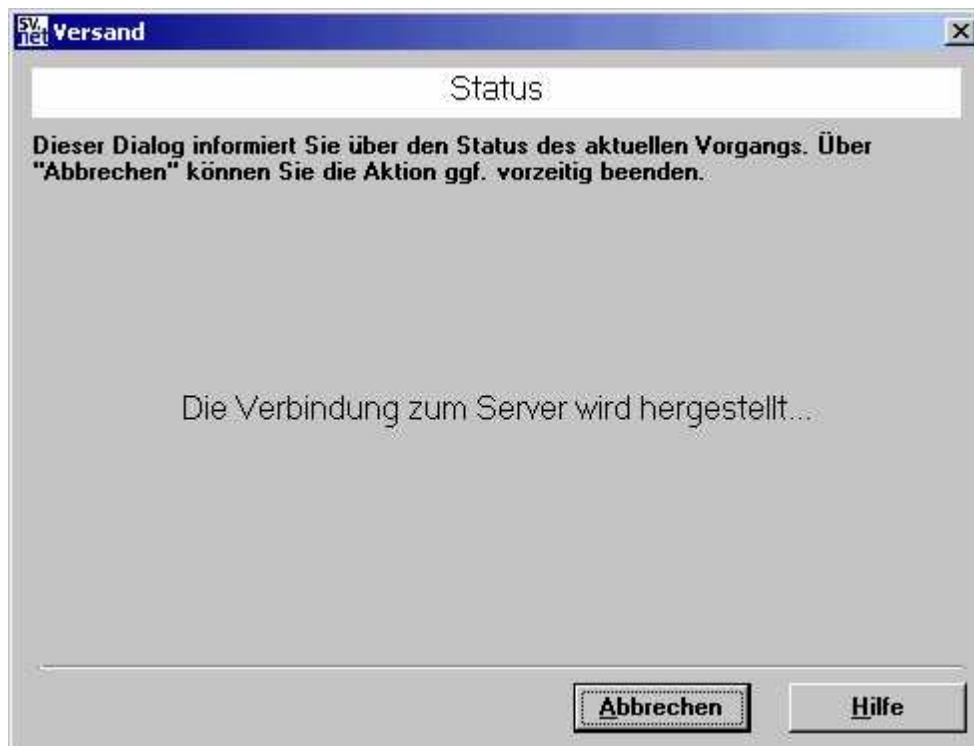 sv.net Versand
Status
Dieser Dialog informiert Sie über den Status des aktuellen Vorgangs. Über
"Abbrechen" können Sie die Aktion ggf. vorzeitig beenden.
Die Verbindung zum Server wird hergestellt...
Abbrechen Hilfe